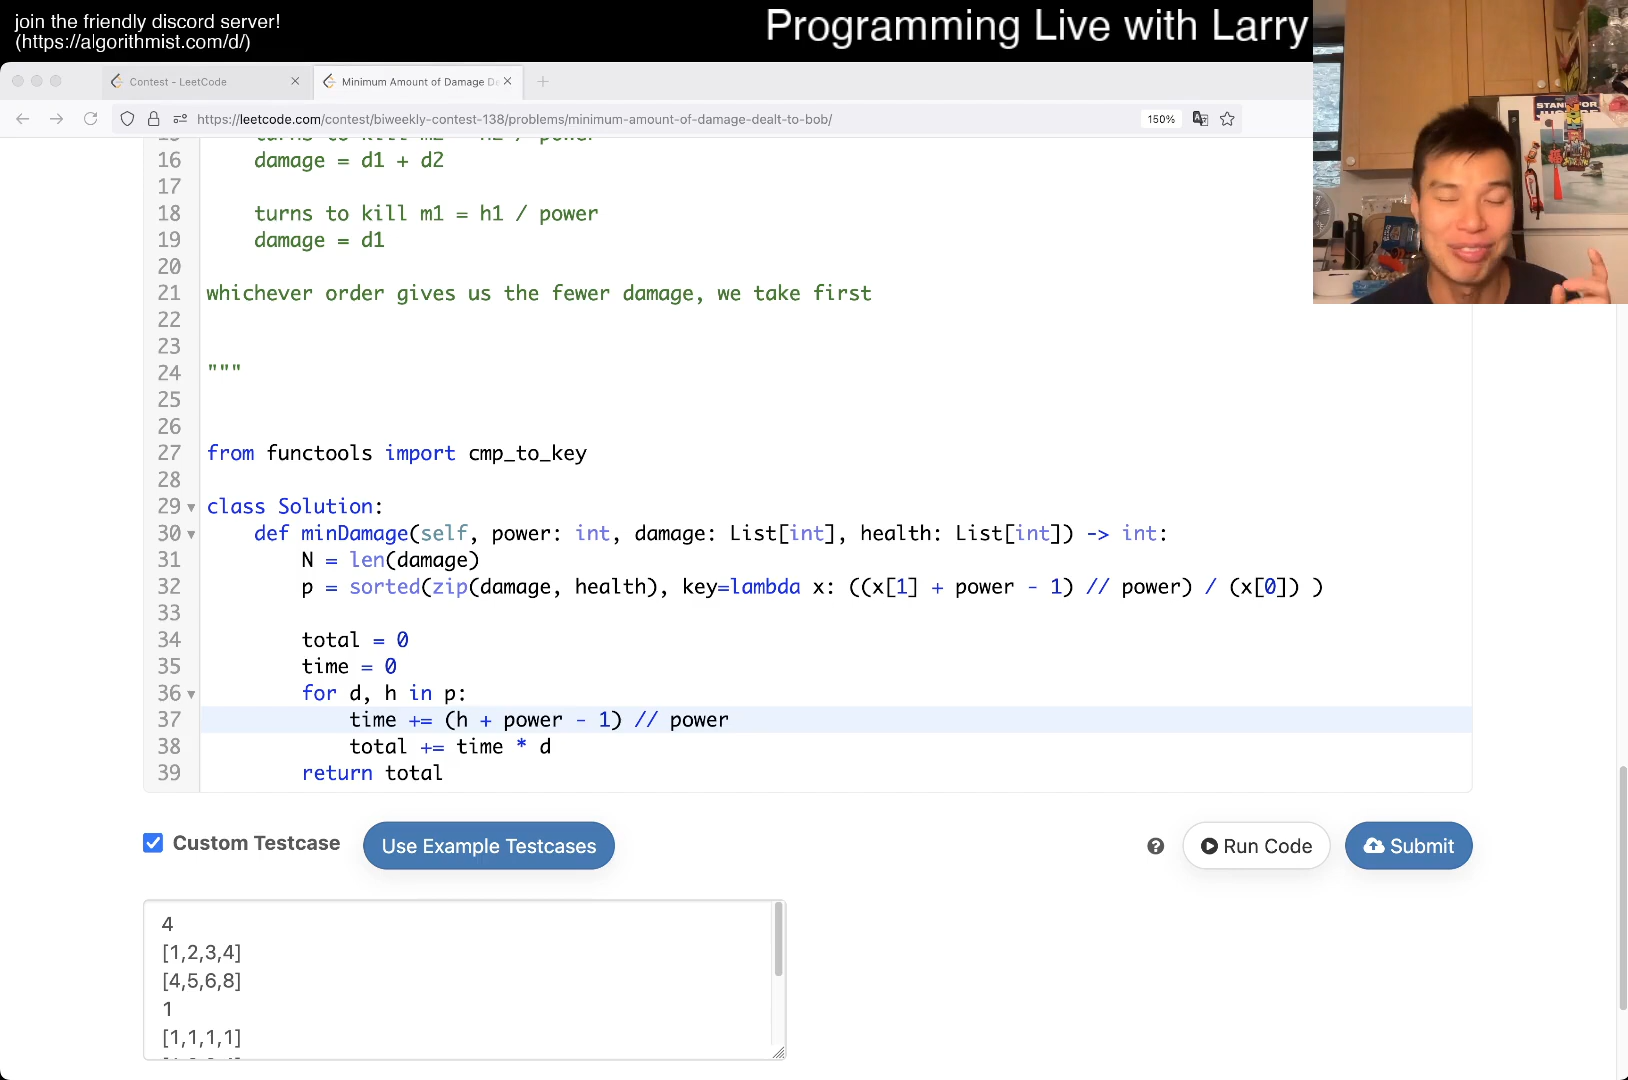 join the friendly discord server!
(https://algorithmist.com/d/)
Programming Live with Larry
Contest - LeetCode
Minimum Amount of Damage D
https://leetcode.com/contest/biweekly-contest-138/problems/minimum-amount-of-damage-dealt-to-bob/
150%
16 damage = d1 + d2
17
18 turns to kill m1 = h1 / power
19 damage = d1
20
21 whichever order gives us the fewer damage, we take first
22
23
24 """
25
26
27 from functools import cmp_to_key
28
29 class Solution:
30 def minDamage(self, power: int, damage: List[int], health: List[int]) -> int:
31 N = len(damage)
32 p = sorted(zip(damage, health), key=lambda x: ((x[1] + power - 1) // power) / (x[0]) )
33
34 total = 0
35 time = 0
36 for d, h in p:
37 time += (h + power - 1) // power
38 total += time * d
39 return total
Custom Testcase
Use Example Testcases
Run Code
Submit
4
[1,2,3,4]
[4,5,6,8]
1
[1,1,1,1]